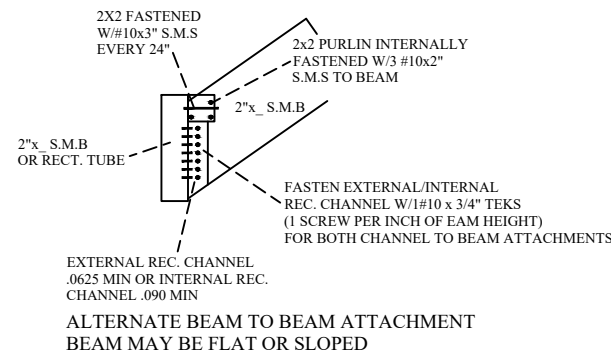 2X2 FASTENED
W/#10x3" S.M.S
EVERY 24"
2x2 PURLIN INTERNALLY
FASTENED W/3 #10x2"
S.M.S TO BEAM
2"x_ S.M.B
2"x_ S.M.B
OR RECT. TUBE
FASTEN EXTERNAL/INTERNAL
REC. CHANNEL W/1#10 x 3/4" TEKS
(1 SCREW PER INCH OF EAM HEIGHT)
FOR BOTH CHANNEL TO BEAM ATTACHMENTS
EXTERNAL REC. CHANNEL
.0625 MIN OR INTERNAL REC.
CHANNEL .090 MIN
ALTERNATE BEAM TO BEAM ATTACHMENT
BEAM MAY BE FLAT OR SLOPED